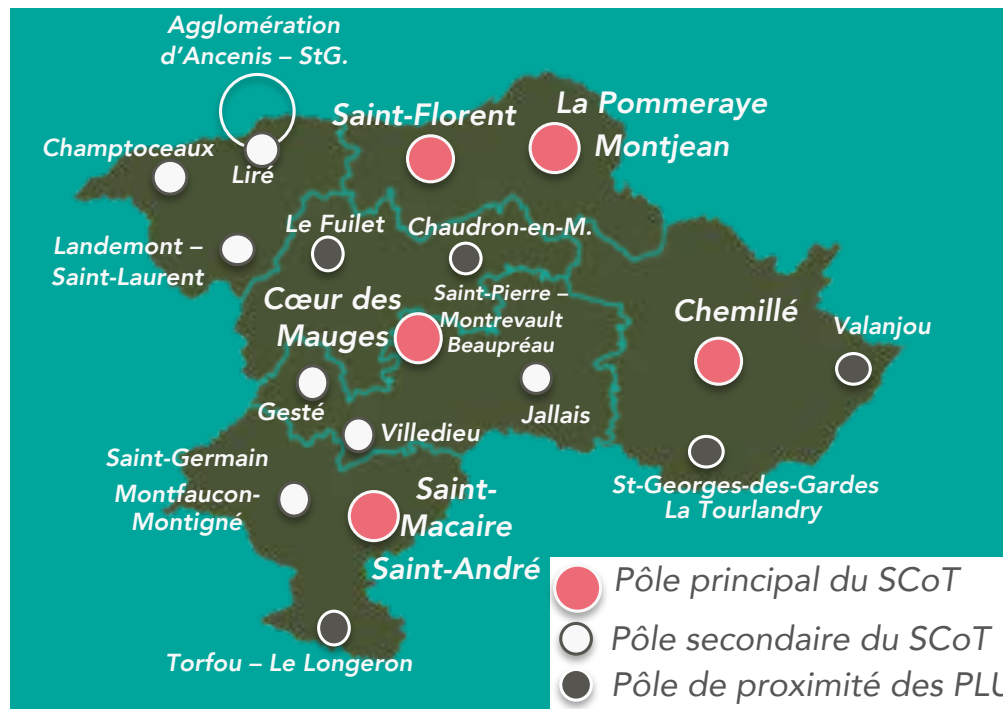 Agglomération
d'Ancenis – StG.
Saint-Florent
La Pommeraye
Montjean
Champtoceaux
Liré
Landemont –
Saint-Laurent
Le Fuilet
Chaudron-en-M.
Cœur des
Mauges
Saint-Pierre –
Montrevault
Beaupréau
Chemillé
Valanjou
Gesté
Jallais
Villedieu
Saint-Germain
Montfaucon-
Montigné
Saint-
Macaire
Saint-André
St-Georges-des-Gardes
La Tourlandry
Torfou – Le Longeron
Pôle principal du SCoT
Pôle secondaire du SCoT
Pôle de proximité des PLU